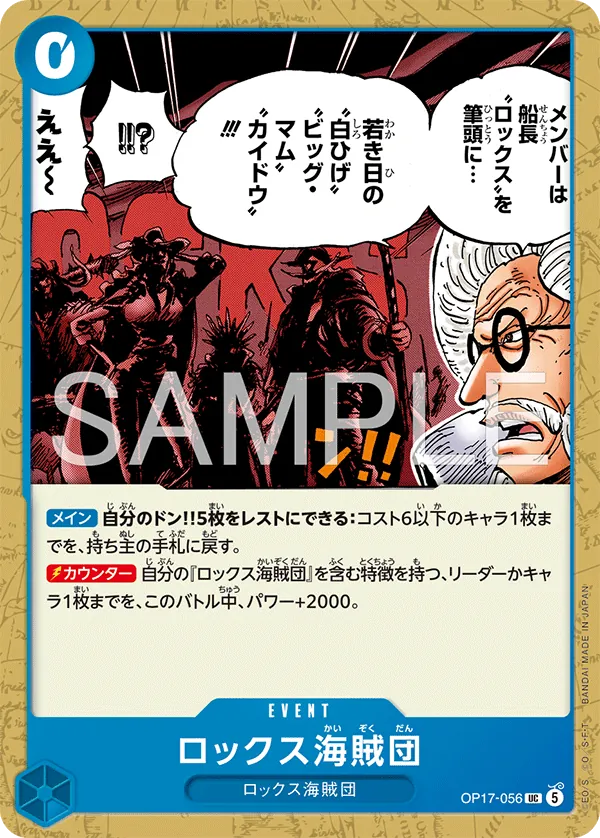 0
メンバーは
船長
"ロックス"を
筆頭に…
若き日の
"白ひげ"
"ビッグ・
マム"
"カイドウ"
!!!
!!?
ええ〜
ン!!
SAMPLE
メイン 自分のドン!!5枚をレストにできる：コスト6以下のキャラ1枚ま
でを、持ち主の手札に戻す。
カウンター 自分の『ロックス海賊団』を含む特徴を持つ、リーダーかキャ
ラ1枚までを、このバトル中、パワー+2000。
EVENT
ロックス海賊団
ロックス海賊団
OP17-056 UC 5
BANDAI MADE IN JAPAN